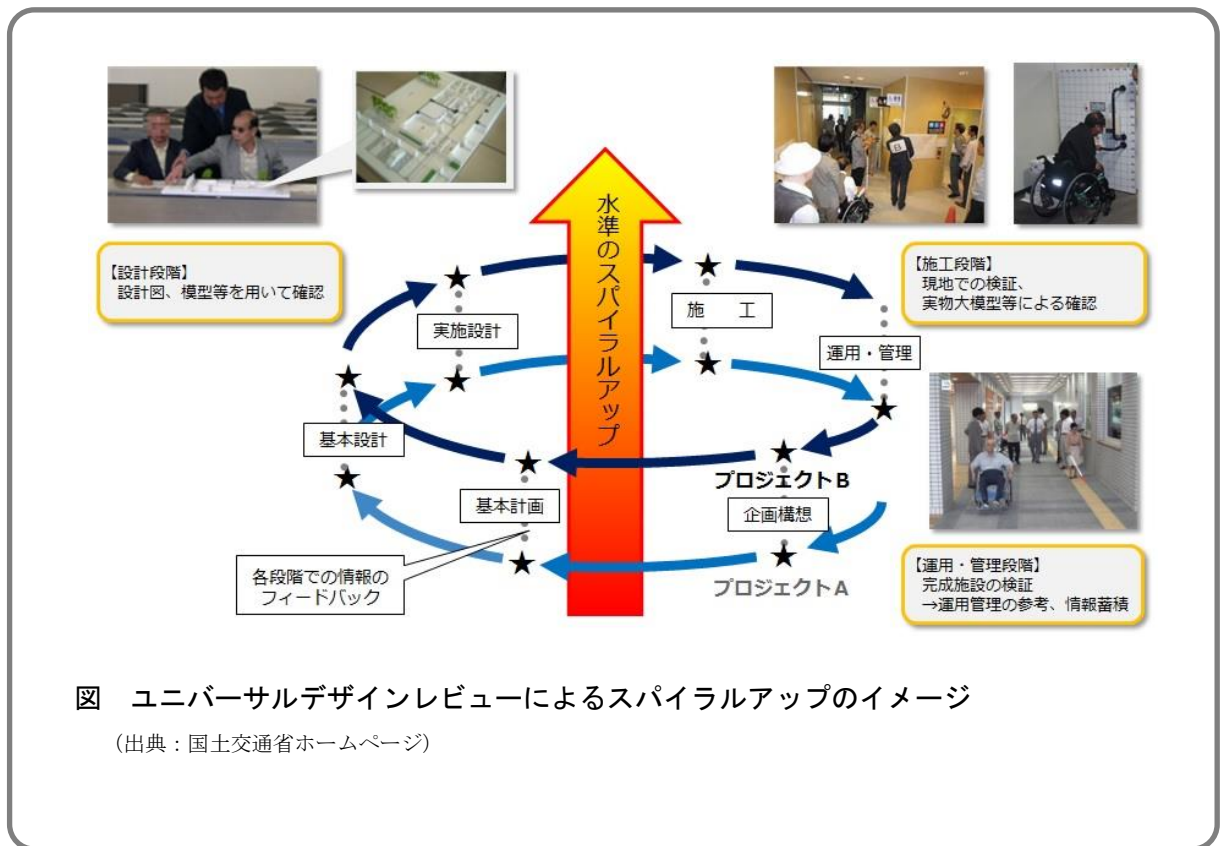 【設計段階】
設計図、模型等を用いて確認
水準のスパイラルアップ
【施工段階】
現地での検証、
実物大模型等による確認
実施設計
施 工
運用・管理
基本設計
基本計画
プロジェクトB
企画構想
各段階での情報の
フィードバック
プロジェクトA
【運用・管理段階】
完成施設の検証
→運用管理の参考、情報蓄積
図 ユニバーサルデザインレビューによるスパイラルアップのイメージ
（出典：国土交通省ホームページ）